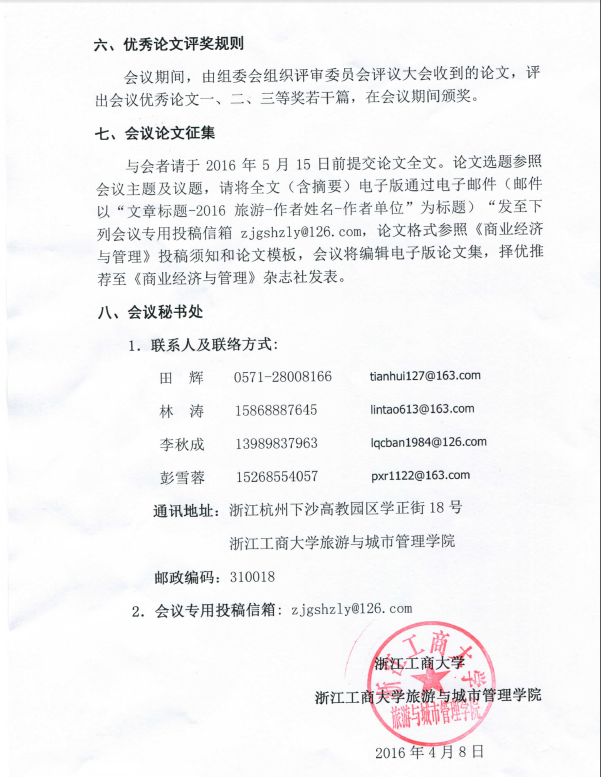 六、优秀论文评奖规则
会议期间，由组委会组织评审委员会评议大会收到的论文，评
出会议优秀论文一、二、三等奖若干篇，在会议期间颁奖。
七、会议论文征集
与会者请于 2016 年 5 月 15 日前提交论文全文。论文选题参照
会议主题及议题，请将全文（含摘要）电子版通过电子邮件（邮件
以“文章标题-2016 旅游-作者姓名-作者单位”为标题）“发至下
列会议专用投稿信箱 zjgshzly@126.com，论文格式参照《商业经济
与管理》投稿须知和论文模板，会议将编辑电子版论文集，择优推
荐至《商业经济与管理》杂志社发表。
八、会议秘书处
1．联系人及联络方式:
田 辉 0571-28008166 tianhui127@163.com
林 涛 15868887645 lintao613@163.com
李秋成 13989837963 lqcban1984@126.com
彭雪蓉 15268554057 pxr1122@163.com
通讯地址：浙江杭州下沙高教园区学正街 18 号
浙江工商大学旅游与城市管理学院
邮政编码：310018
2．会议专用投稿信箱: zjgshzly@126.com
浙江工商大学
浙江工商大学
浙江工商大学旅游与城市管理学院
旅游与城市管理学院
2016 年 4 月 8 日